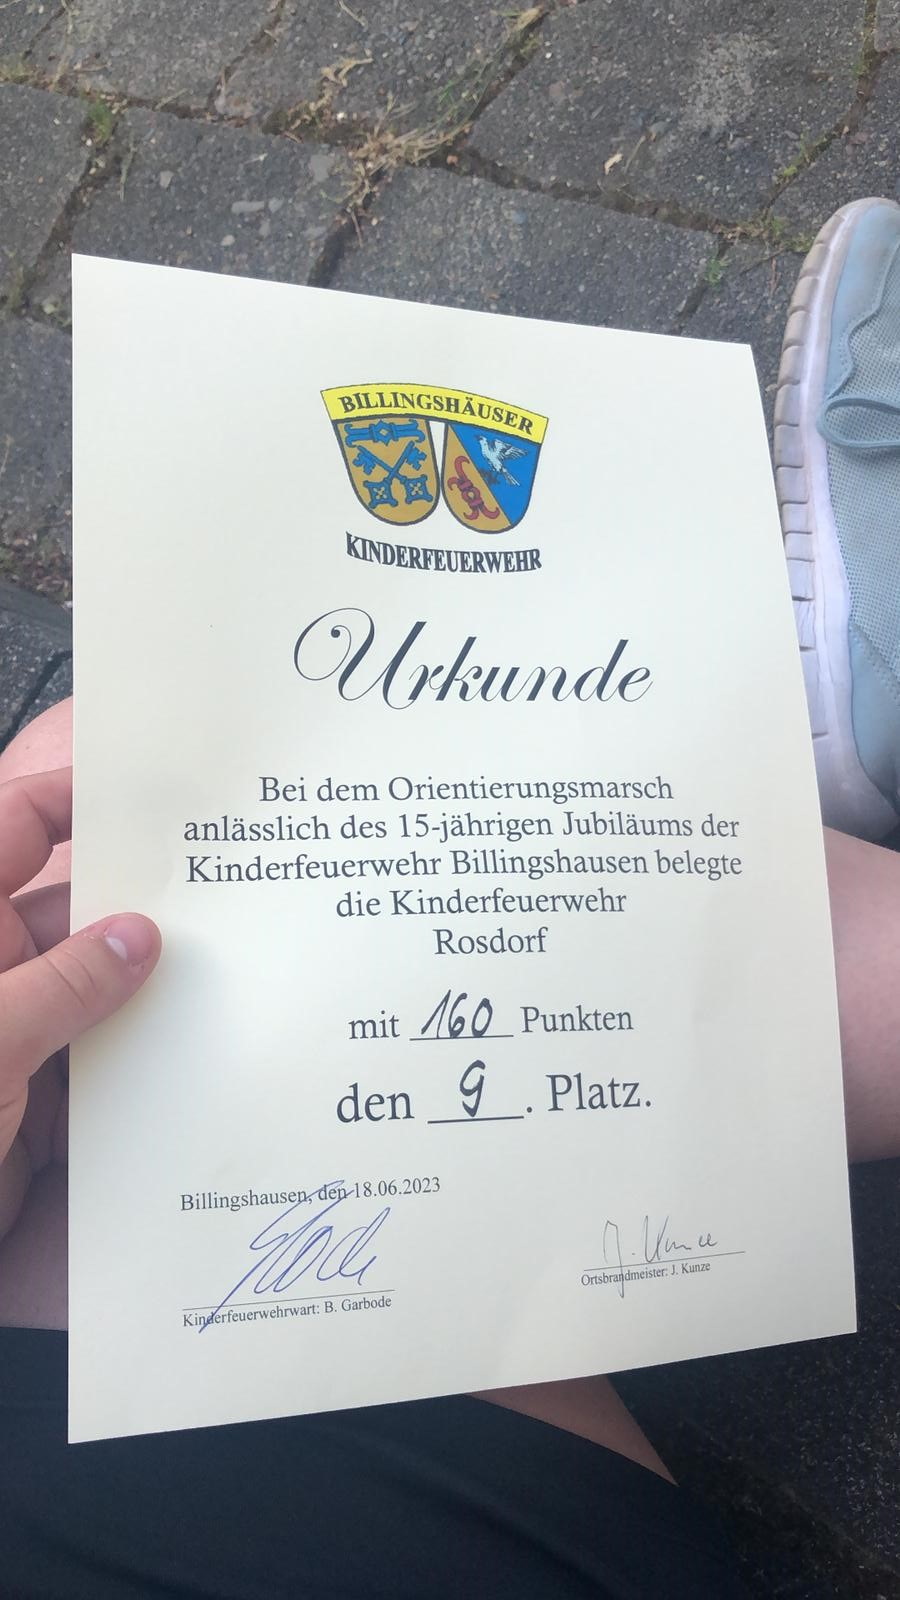 BILLINGSHÄUSER
KINDERFEUERWEHR
Urkunde
Bei dem Orientierungsmarsch
anlässlich des 15-jährigen Jubiläums der
Kinderfeuerwehr Billingshausen belegte
die Kinderfeuerwehr
Rosdorf
mit 160 Punkten
den 9. Platz.
Billingshausen, den 18.06.2023
J. Kunze
Kinderfeuerwehrwart: B. Garbode
Ortsbrandmeister: J. Kunze